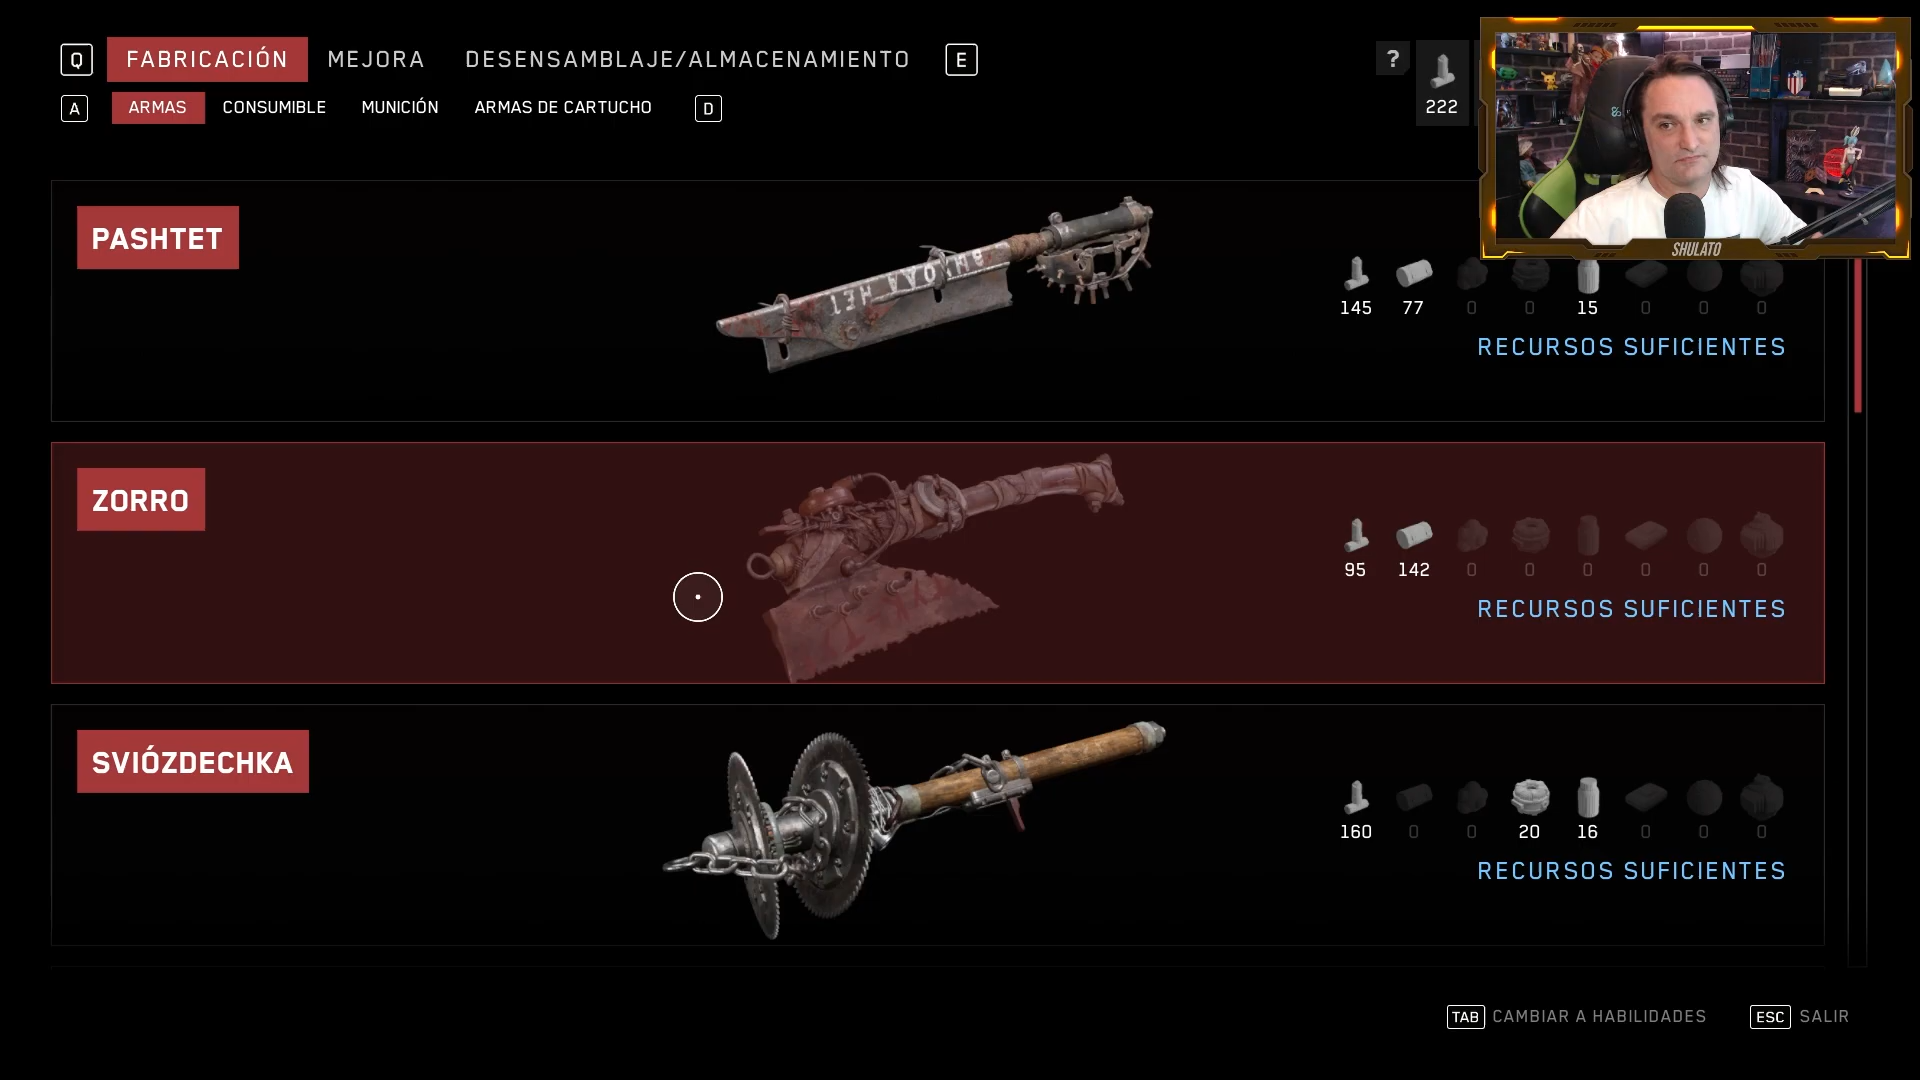 Q FABRICACIÓN MEJORA DESENSAMBLAJE/ALMACENAMIENTO E
A ARMAS CONSUMIBLE MUNICIÓN ARMAS DE CARTUCHO D
?
222
SHULATO
PASHTET
145 77 0 0 15 0 0 0
RECURSOS SUFICIENTES
ZORRO
95 142 0 0 0 0 0 0
RECURSOS SUFICIENTES
SVIÓZDECHKA
160 0 0 20 16 0 0 0
RECURSOS SUFICIENTES
TAB CAMBIAR A HABILIDADES ESC SALIR